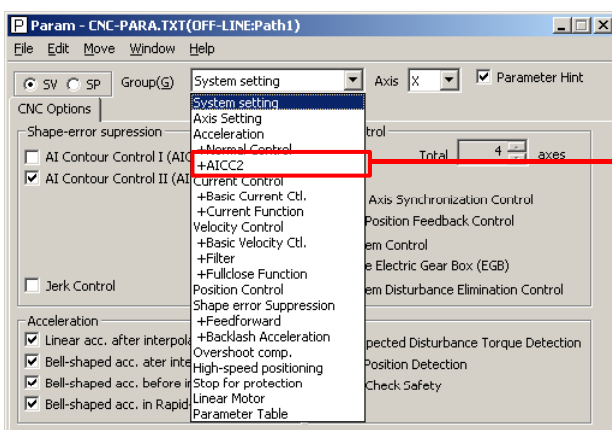 Param - CNC-PARA.TXT(OFF-LINE:Path1)
File Edit Move Window Help
SV SP Group(G) System setting Axis X Parameter Hint
CNC Options
System setting
Axis Setting
Acceleration
+Normal Control
+AICC2
Current Control
+Basic Current Ctl.
+Current Function
Velocity Control
+Basic Velocity Ctl.
+Filter
+Fullclose Function
Position Control
Shape error Suppression
+Feedforward
+Backlash Acceleration
Overshoot comp.
High-speed positioning
Stop for protection
Linear Motor
Parameter Table
Shape-error supression
AI Contour Control I (AIC
AI Contour Control II (AI
Jerk Control
Acceleration
Linear acc. after interpola
Bell-shaped acc. ater inte
Bell-shaped acc. before i
Bell-shaped acc. in Rapid
trol
Total 4 axes
Axis Synchronization Control
Position Feedback Control
em Control
e Electric Gear Box (EGB)
em Disturbance Elimination Control
pected Disturbance Torque Detection
Position Detection
Check Safety